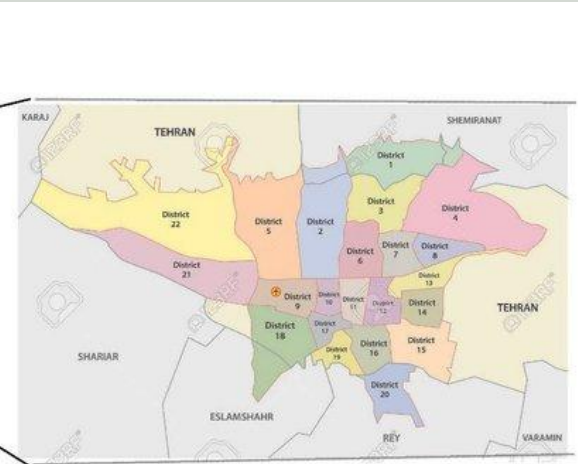 KARAJ
TEHRAN
SHEMIRANAT
District
1
District
22
District
5
District
2
District
3
District
4
District
6
District
7
District
8
District
21
District
13
District
9
District
10
District
11
District
12
District
14
TEHRAN
District
18
District
17
District
19
District
16
District
15
SHARIAR
District
20
ESLAMSHAHR
REY
VARAMIN